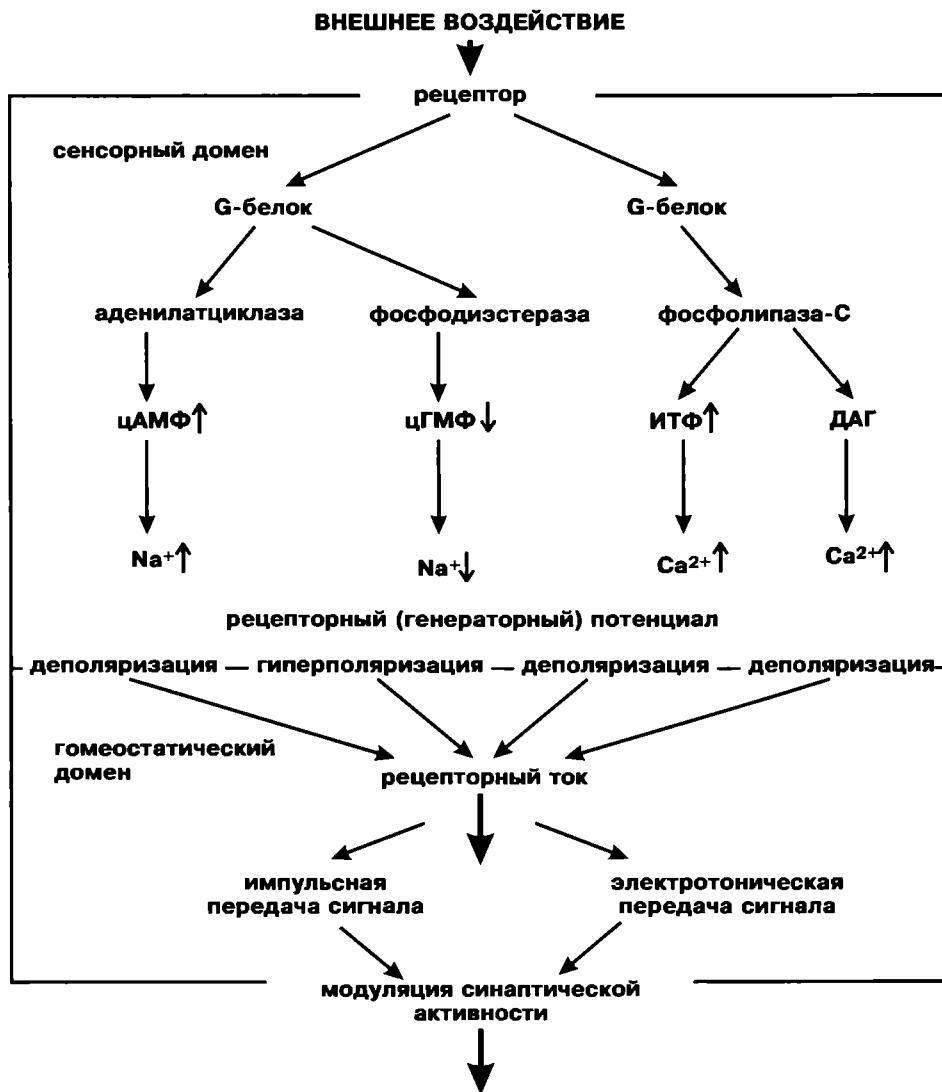 ВНЕШНЕЕ ВОЗДЕЙСТВИЕ
рецептор
сенсорный домен
G-белок G-белок
аденилатциклаза фосфодиэстераза фосфолипаза-С
цАМФ↑ цГМФ↓ ИТФ↑ ДАГ
Na⁺↑ Na⁺↓ Ca²⁺↑ Ca²⁺↑
рецепторный (генераторный) потенциал
деполяризация — гиперполяризация — деполяризация — деполяризация
гомеостатический
домен
рецепторный ток
импульсная
передача сигнала
электротоническая
передача сигнала
модуляция синаптической
активности